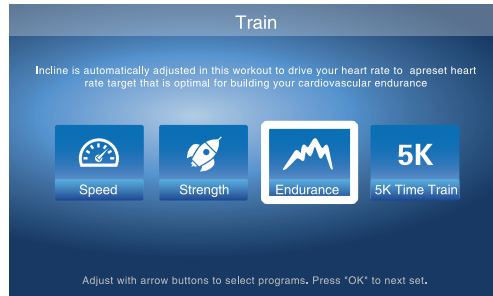 Train
Incline is automatically adjusted in this workout to drive your heart rate to apreset heart
rate target that is optimal for building your cardiovascular endurance
5K
Speed Strength Endurance 5K Time Train
Adjust with arrow buttons to select programs. Press "OK" to next set.